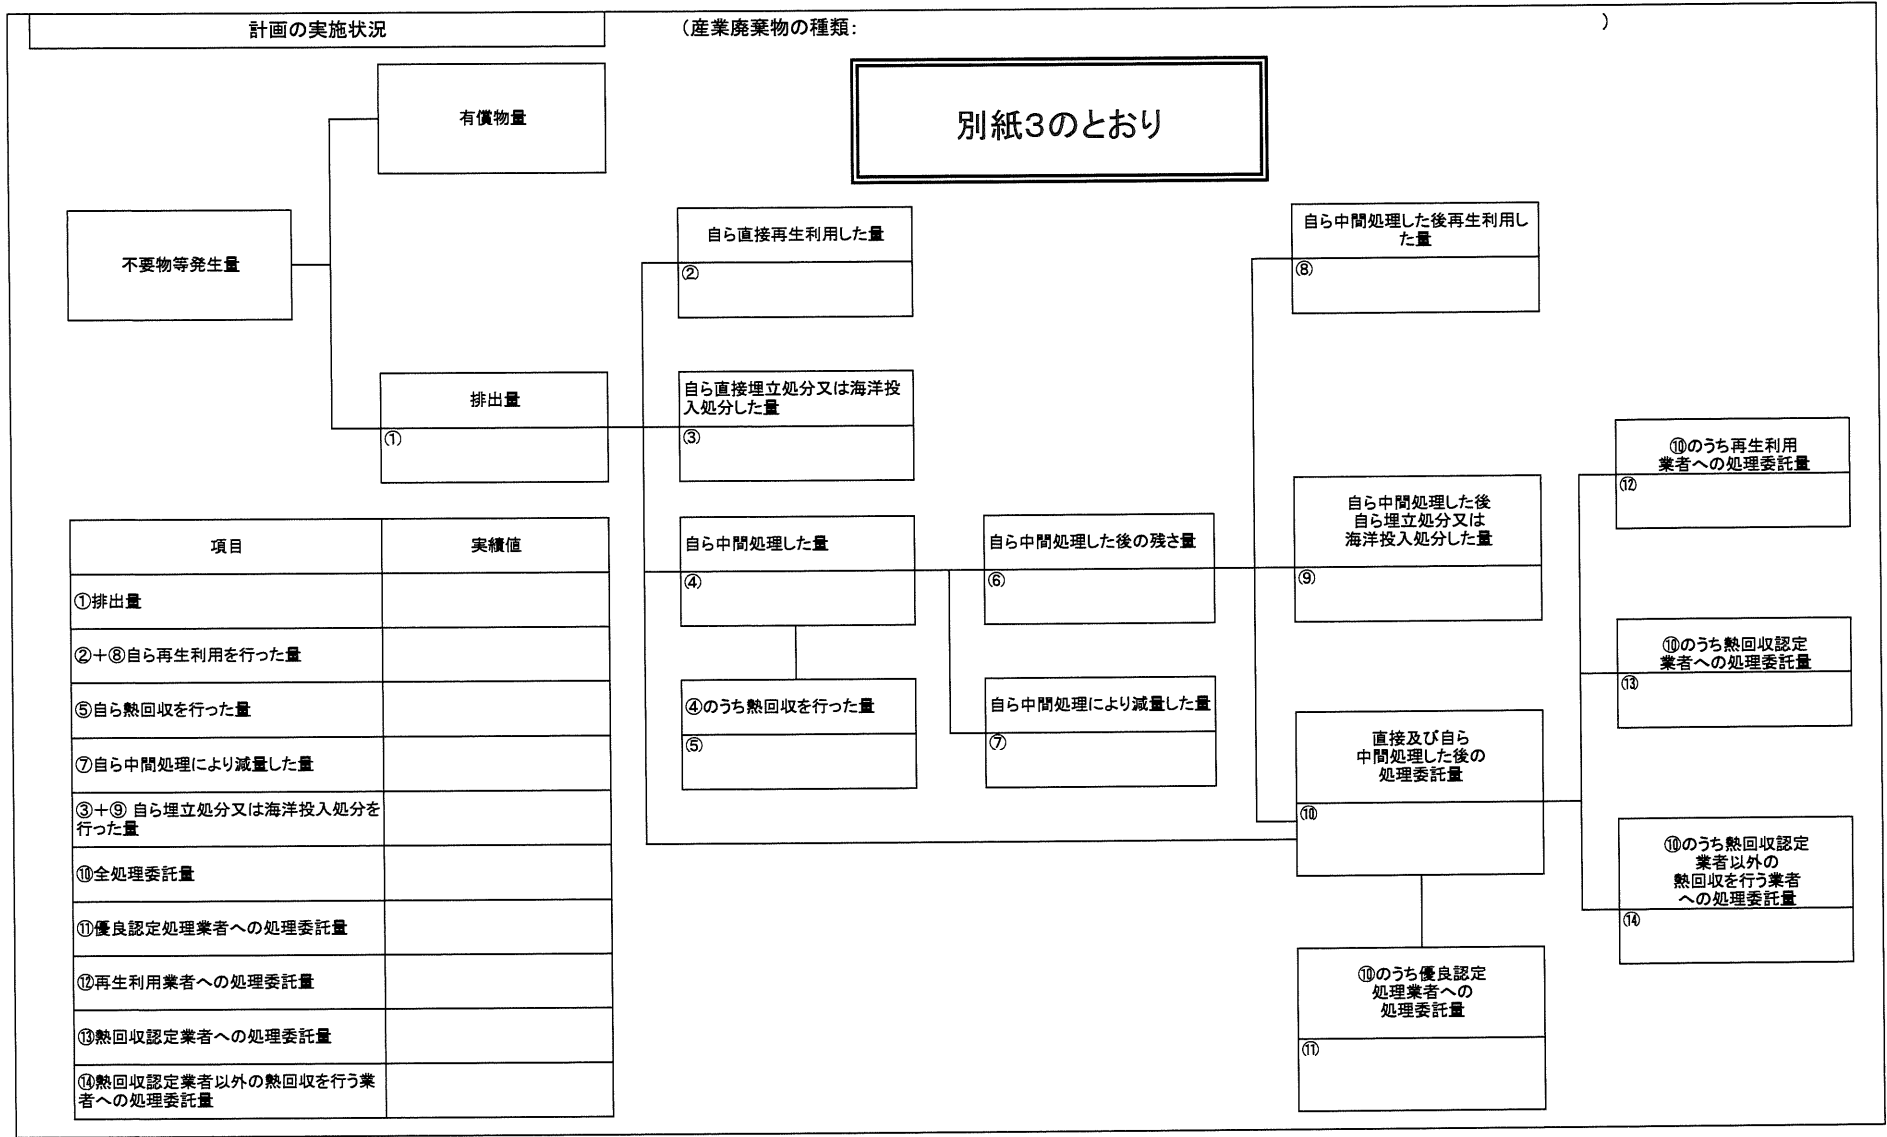 計画の実施状況
（産業廃棄物の種類：　）
有償物量
別紙3のとおり
不要物等発生量
自ら直接再生利用した量
②
自ら中間処理した後再生利用し
た量
⑧
排出量
①
自ら直接埋立処分又は海洋投
入処分した量
③
⑩のうち再生利用
業者への処理委託量
⑫
自ら中間処理した量
④
自ら中間処理した後の残さ量
⑥
自ら中間処理した後
自ら埋立処分又は
海洋投入処分した量
⑨
⑩のうち熱回収認定
業者への処理委託量
⑬
④のうち熱回収を行った量
⑤
自ら中間処理により減量した量
⑦
直接及び自ら
中間処理した後の
処理委託量
⑩
⑩のうち熱回収認定
業者以外の
熱回収を行う業者
への処理委託量
⑭
⑩のうち優良認定
処理業者への
処理委託量
⑪
項目　実績値
①排出量
②＋⑧自ら再生利用を行った量
⑤自ら熱回収を行った量
⑦自ら中間処理により減量した量
③＋⑨ 自ら埋立処分又は海洋投入処分を
行った量
⑩全処理委託量
⑪優良認定処理業者への処理委託量
⑫再生利用業者への処理委託量
⑬熱回収認定業者への処理委託量
⑭熱回収認定業者以外の熱回収を行う業
者への処理委託量